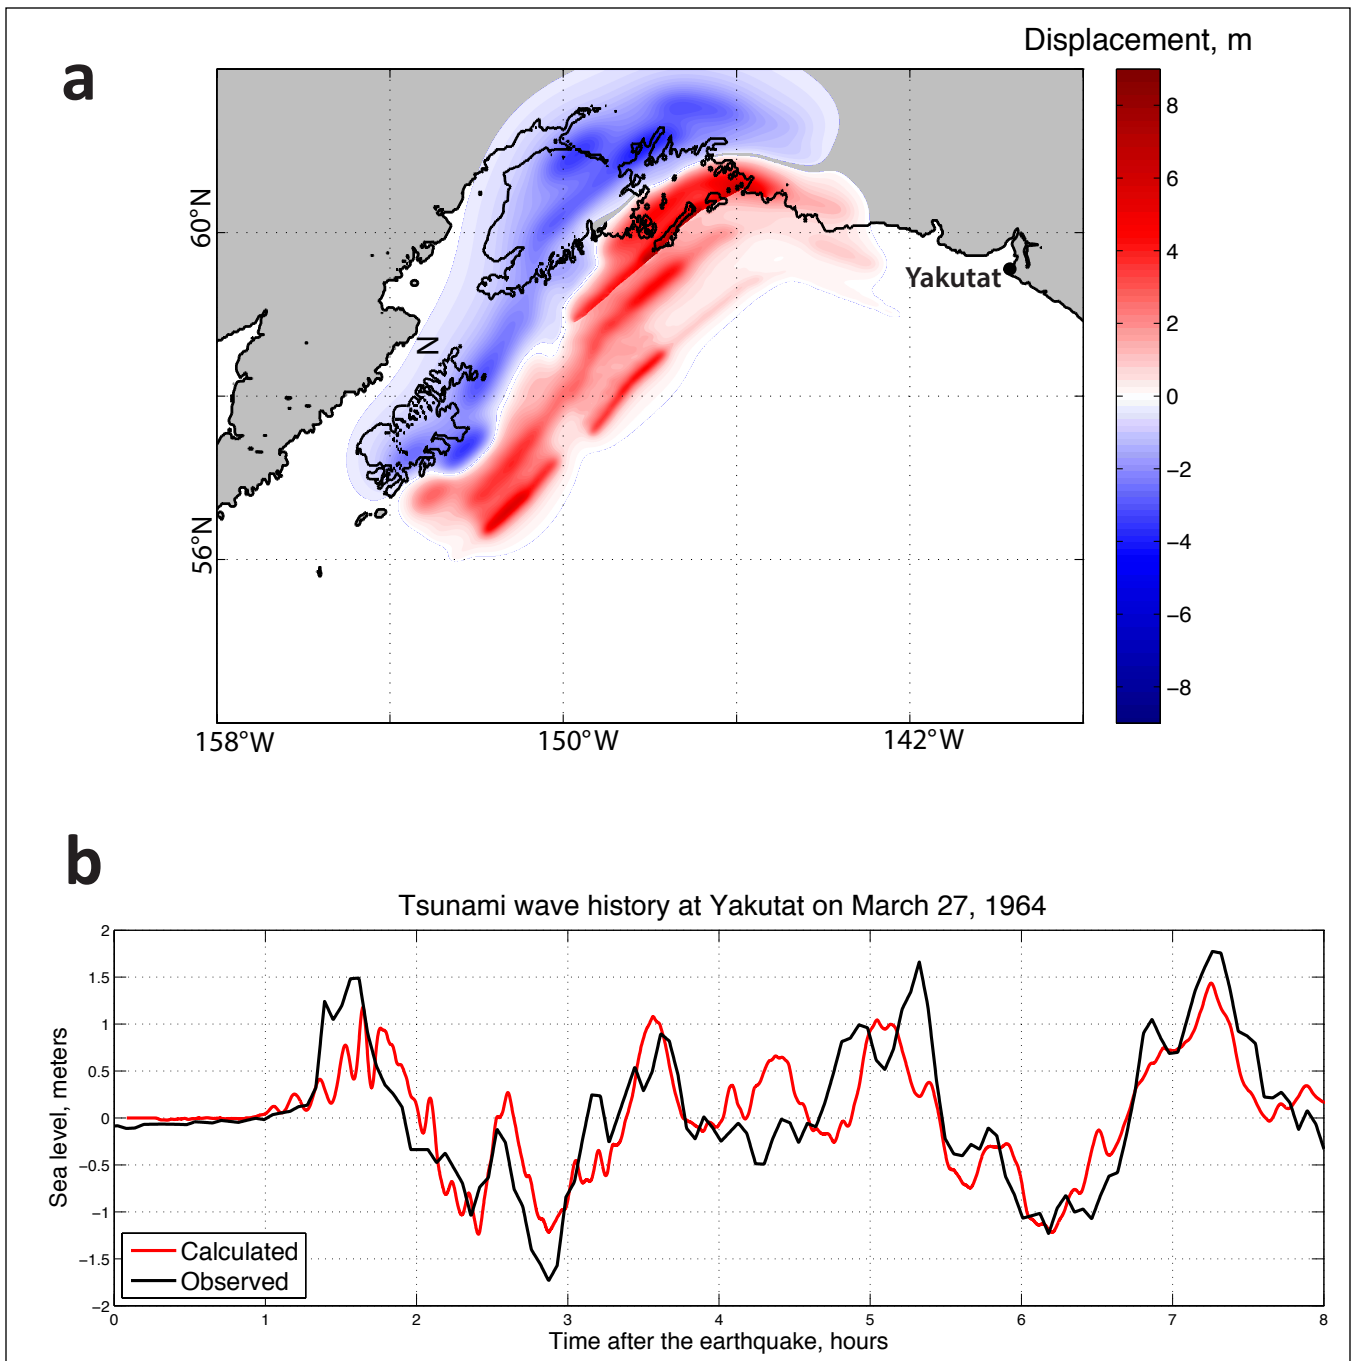 a
Displacement, m
8
6
4
2
0
−2
−4
−6
−8
60°N
56°N
Yakutat
N
158°W
150°W
142°W
b
Tsunami wave history at Yakutat on March 27, 1964
Sea level, meters
2
1.5
1
0.5
0
−0.5
−1
−1.5
−2
Calculated
Observed
0 1 2 3 4 5 6 7 8
Time after the earthquake, hours